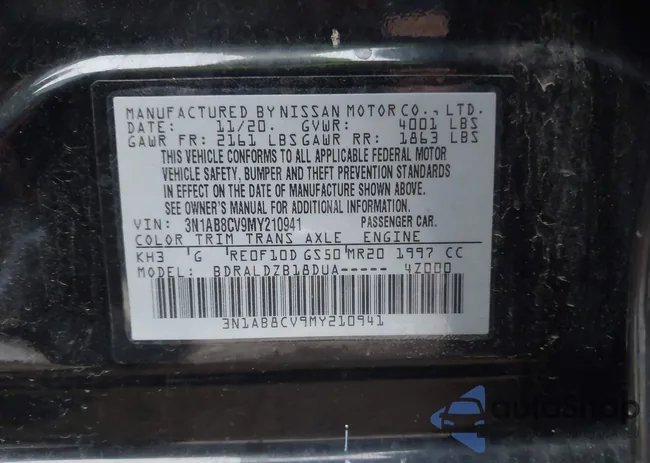 MANUFACTURED BY NISSAN MOTOR CO., LTD.
DATE: 11/20. GVWR: 4001 LBS
GAWR FR: 2161 LBS GAWR RR: 1863 LBS
THIS VEHICLE CONFORMS TO ALL APPLICABLE FEDERAL MOTOR
VEHICLE SAFETY, BUMPER AND THEFT PREVENTION STANDARDS
IN EFFECT ON THE DATE OF MANUFACTURE SHOWN ABOVE.
SEE OWNER'S MANUAL FOR ADDITIONAL INFORMATION.
VIN: 3N1AB8CV9MY210941 PASSENGER CAR.
COLOR TRIM TRANS AXLE ENGINE
KH3 G RE0F10D GS50 MR20 1997 CC
MODEL: BDRALDZB18DUA----- 4Z000
3N1AB8CV9MY210941
autoSnap